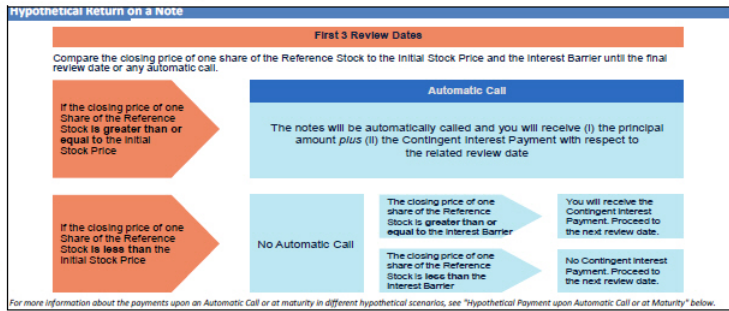 Hypothetical Return on a Note
First 3 Review Dates
Compare the closing price of one share of the Reference Stock to the Initial Stock Price and the Interest Barrier until the final
review date or any automatic call.
If the closing price of one
Share of the Reference
Stock is greater than or
equal to the Initial
Stock Price
Automatic Call
The notes will be automatically called and you will receive (i) the principal
amount plus (ii) the Contingent Interest Payment with respect to
the related review date
If the closing price of one
Share of the Reference
Stock is less than the
Initial Stock Price
No Automatic Call
The closing price of one
share of the Reference
Stock is greater than or
equal to the Interest Barrier
You will receive the
Contingent Interest
Payment. Proceed to
the next review date.
The closing price of one
share of the Reference
Stock is less than the
Interest Barrier
No Contingent Interest
Payment. Proceed to
the next review date.
For more information about the payments upon an Automatic Call or at maturity in different hypothetical scenarios, see "Hypothetical Payment upon Automatic Call or at Maturity" below.